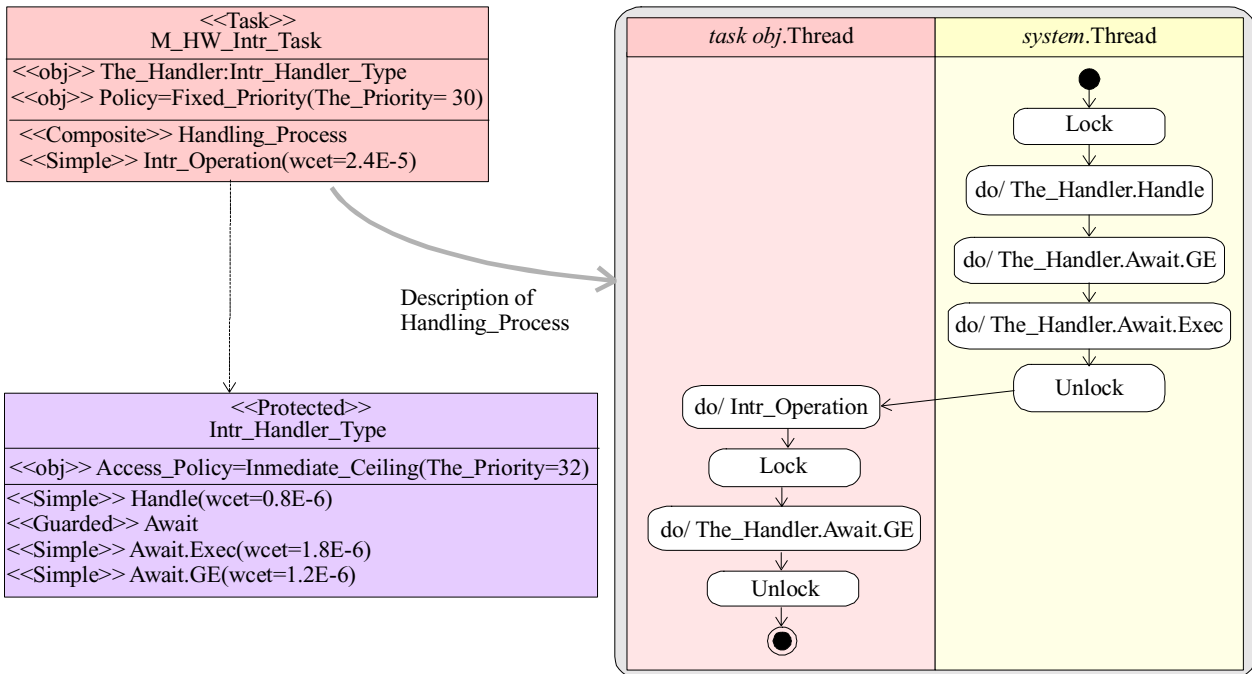 <<Task>>
M_HW_Intr_Task
<<obj>> The_Handler:Intr_Handler_Type
<<obj>> Policy=Fixed_Priority(The_Priority= 30)
<<Composite>> Handling_Process
<<Simple>> Intr_Operation(wcet=2.4E-5)
Description of
Handling_Process
<<Protected>>
Intr_Handler_Type
<<obj>> Access_Policy=Inmediate_Ceiling(The_Priority=32)
<<Simple>> Handle(wcet=0.8E-6)
<<Guarded>> Await
<<Simple>> Await.Exec(wcet=1.8E-6)
<<Simple>> Await.GE(wcet=1.2E-6)
task obj.Thread
system.Thread
Lock
do/ The_Handler.Handle
do/ The_Handler.Await.GE
do/ The_Handler.Await.Exec
Unlock
do/ Intr_Operation
Lock
do/ The_Handler.Await.GE
Unlock